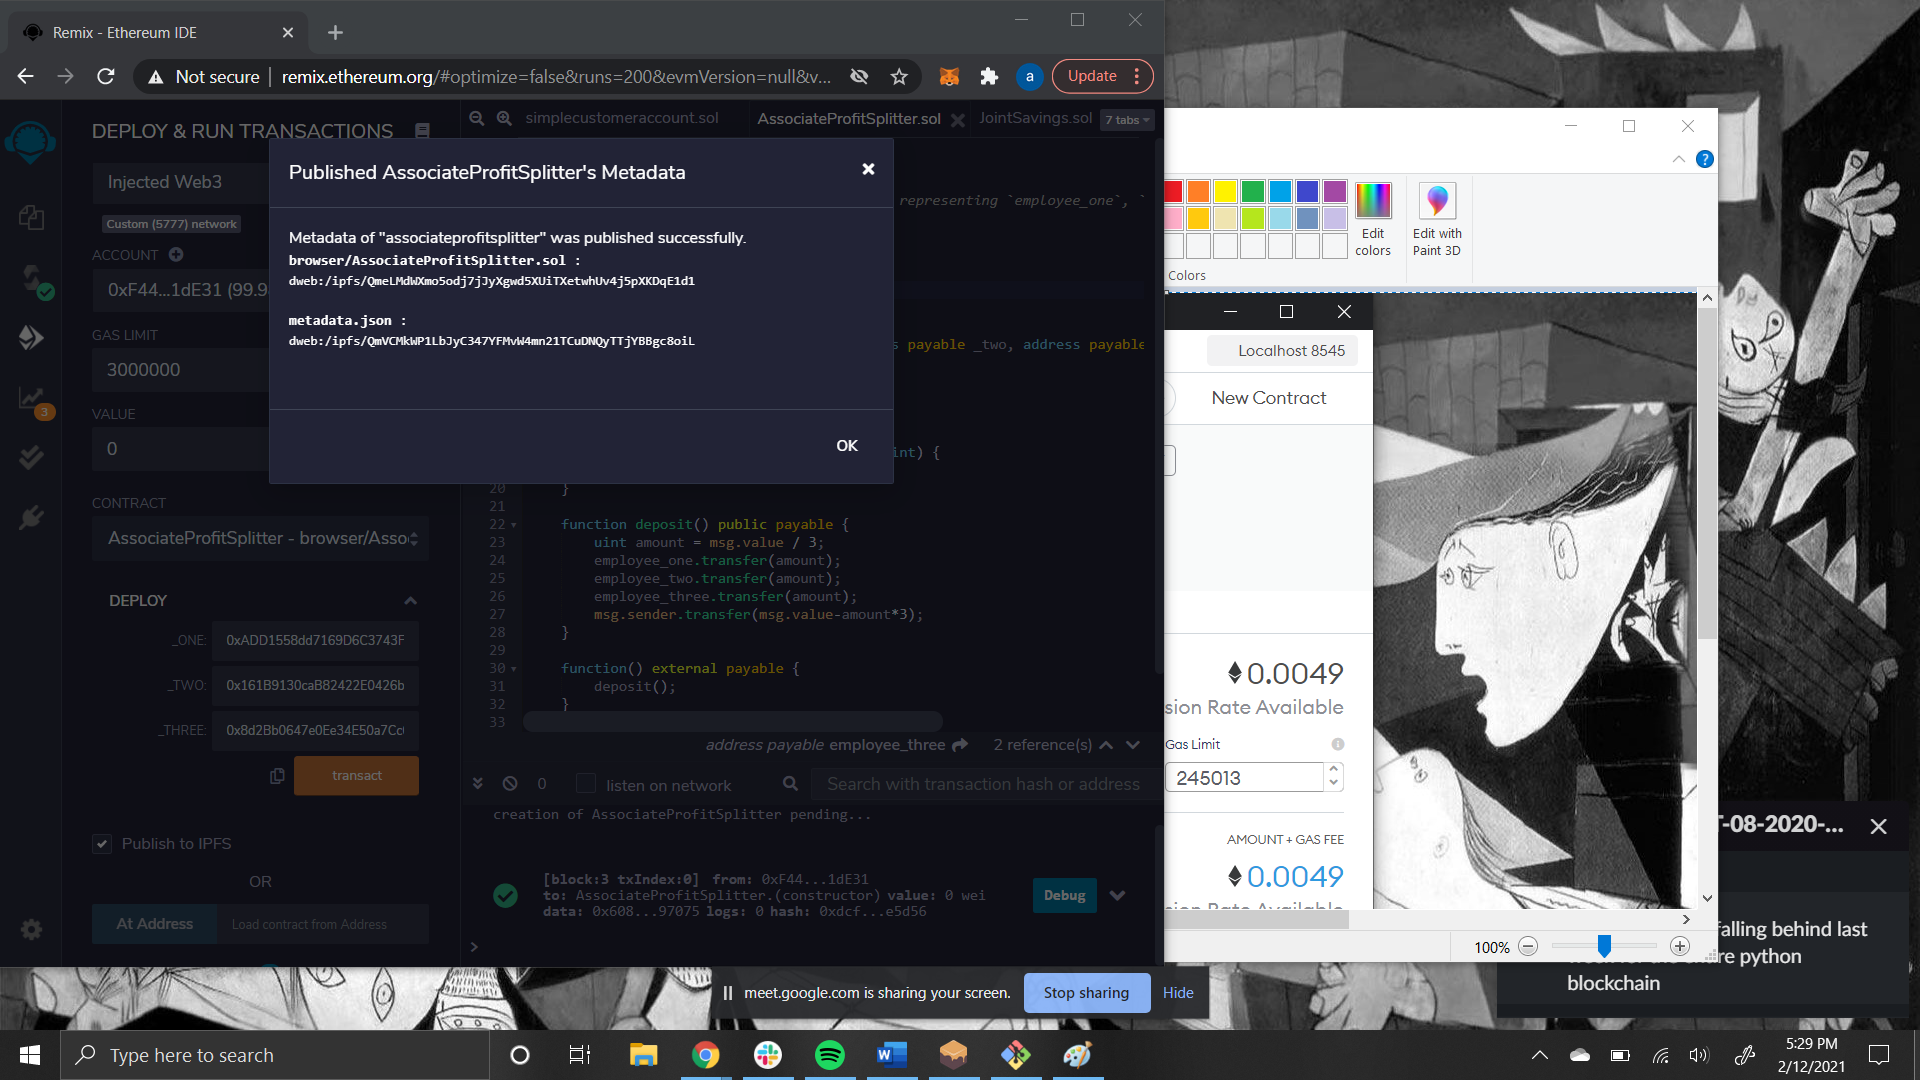 Remix - Ethereum IDE
Not secure
remix.ethereum.org/#optimize=false&runs=200&evmVersion=null&v...
a
Update
DEPLOY & RUN TRANSACTIONS
simplecustomeraccount.sol
AssociateProfitSplitter.sol
JointSavings.sol
7 tabs
Injected Web3
Custom (5777) network
ACCOUNT
0xF44...1dE31 (99.9
GAS LIMIT
3000000
VALUE
0
3
CONTRACT
AssociateProfitSplitter - browser/Asso
Published AssociateProfitSplitter's Metadata
Metadata of "associateprofitsplitter" was published successfully.
browser/AssociateProfitSplitter.sol :
dweb:/ipfs/QmeLMdWXmo5odj7jJyXgwd5XUiTXetwhUv4j5pXKDqE1d1
metadata.json :
dweb:/ipfs/QmVCMkWP1LbJyC347YFMvW4mn21TCuDNQyTTjYBBgc8oiL
OK
representing `employee_one`, `
s payable _two, address payable
int) {
20 }
21
22 function deposit() public payable {
23 uint amount = msg.value / 3;
24 employee_one.transfer(amount);
25 employee_two.transfer(amount);
26 employee_three.transfer(amount);
27 msg.sender.transfer(msg.value-amount*3);
28 }
29
30 function() external payable {
31 deposit();
32 }
33
address payable employee_three
2 reference(s)
DEPLOY
_ONE: 0xADD1558dd7169D6C3743F
_TWO: 0x161B9130caB82422E0426b
_THREE: 0x8d2Bb0647e0Ee34E50a7Cc
transact
Publish to IPFS
OR
At Address
Load contract from Address
0
listen on network
Search with transaction hash or address
creation of AssociateProfitSplitter pending...
[block:3 txIndex:0] from: 0xF44...1dE31
to: AssociateProfitSplitter.(constructor) value: 0 wei
data: 0x608...97075 logs: 0 hash: 0xdcf...e5d56
Debug
>
Edit
colors
Edit with
Paint 3D
Colors
Localhost 8545
New Contract
0.0049
sion Rate Available
Gas Limit
245013
AMOUNT + GAS FEE
0.0049
sion Rate Available
100%
T-08-2020-...
falling behind last
re python
blockchain
meet.google.com is sharing your screen.
Stop sharing
Hide
Type here to search
5:29 PM
2/12/2021